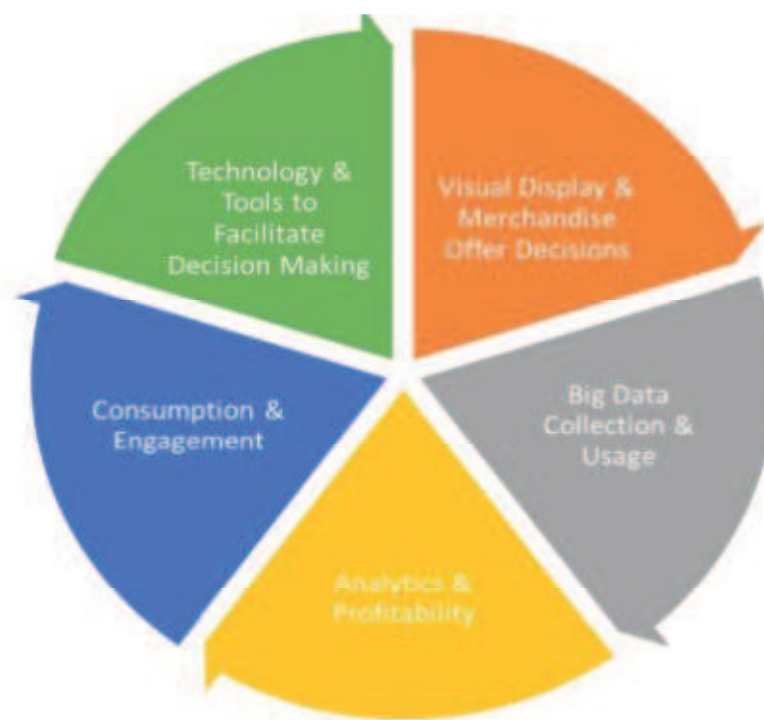 Technology &
Tools to
Facilitate
Decision Making
Visual Display &
Merchandise
Offer Decisions
Big Data
Collection &
Usage
Analytics &
Profitability
Consumption &
Engagement